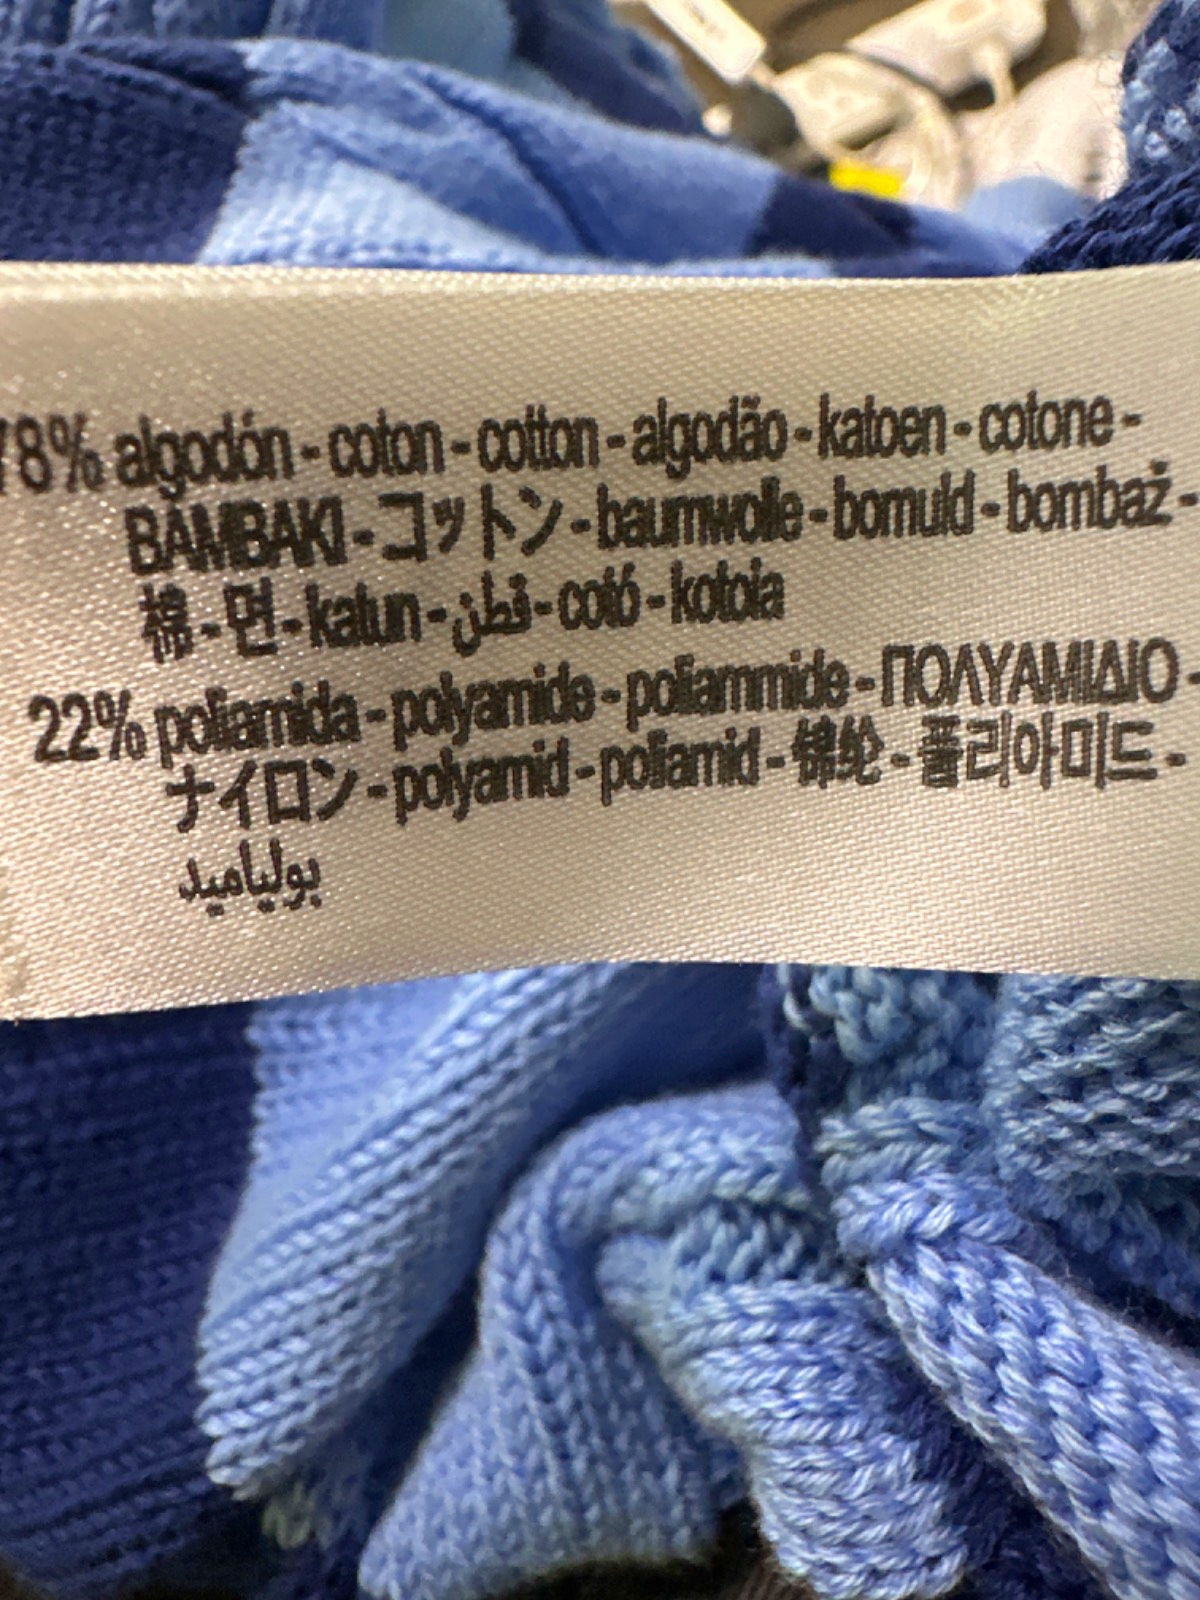 78% algodón - coton - cotton - algodão - katoen - cotone -
BAMBAKI - コットン - baumwolle - bomuld - bombaż -
棉 - 면 - katun - قطن - cotó - kotoia
22% poliamida - polyamide - poliammide - ΠΟΛΥΑΜΙΔΙΟ -
ナイロン - polyamid - poliamid - 锦纶 - 폴리아미드 -
بولياميد